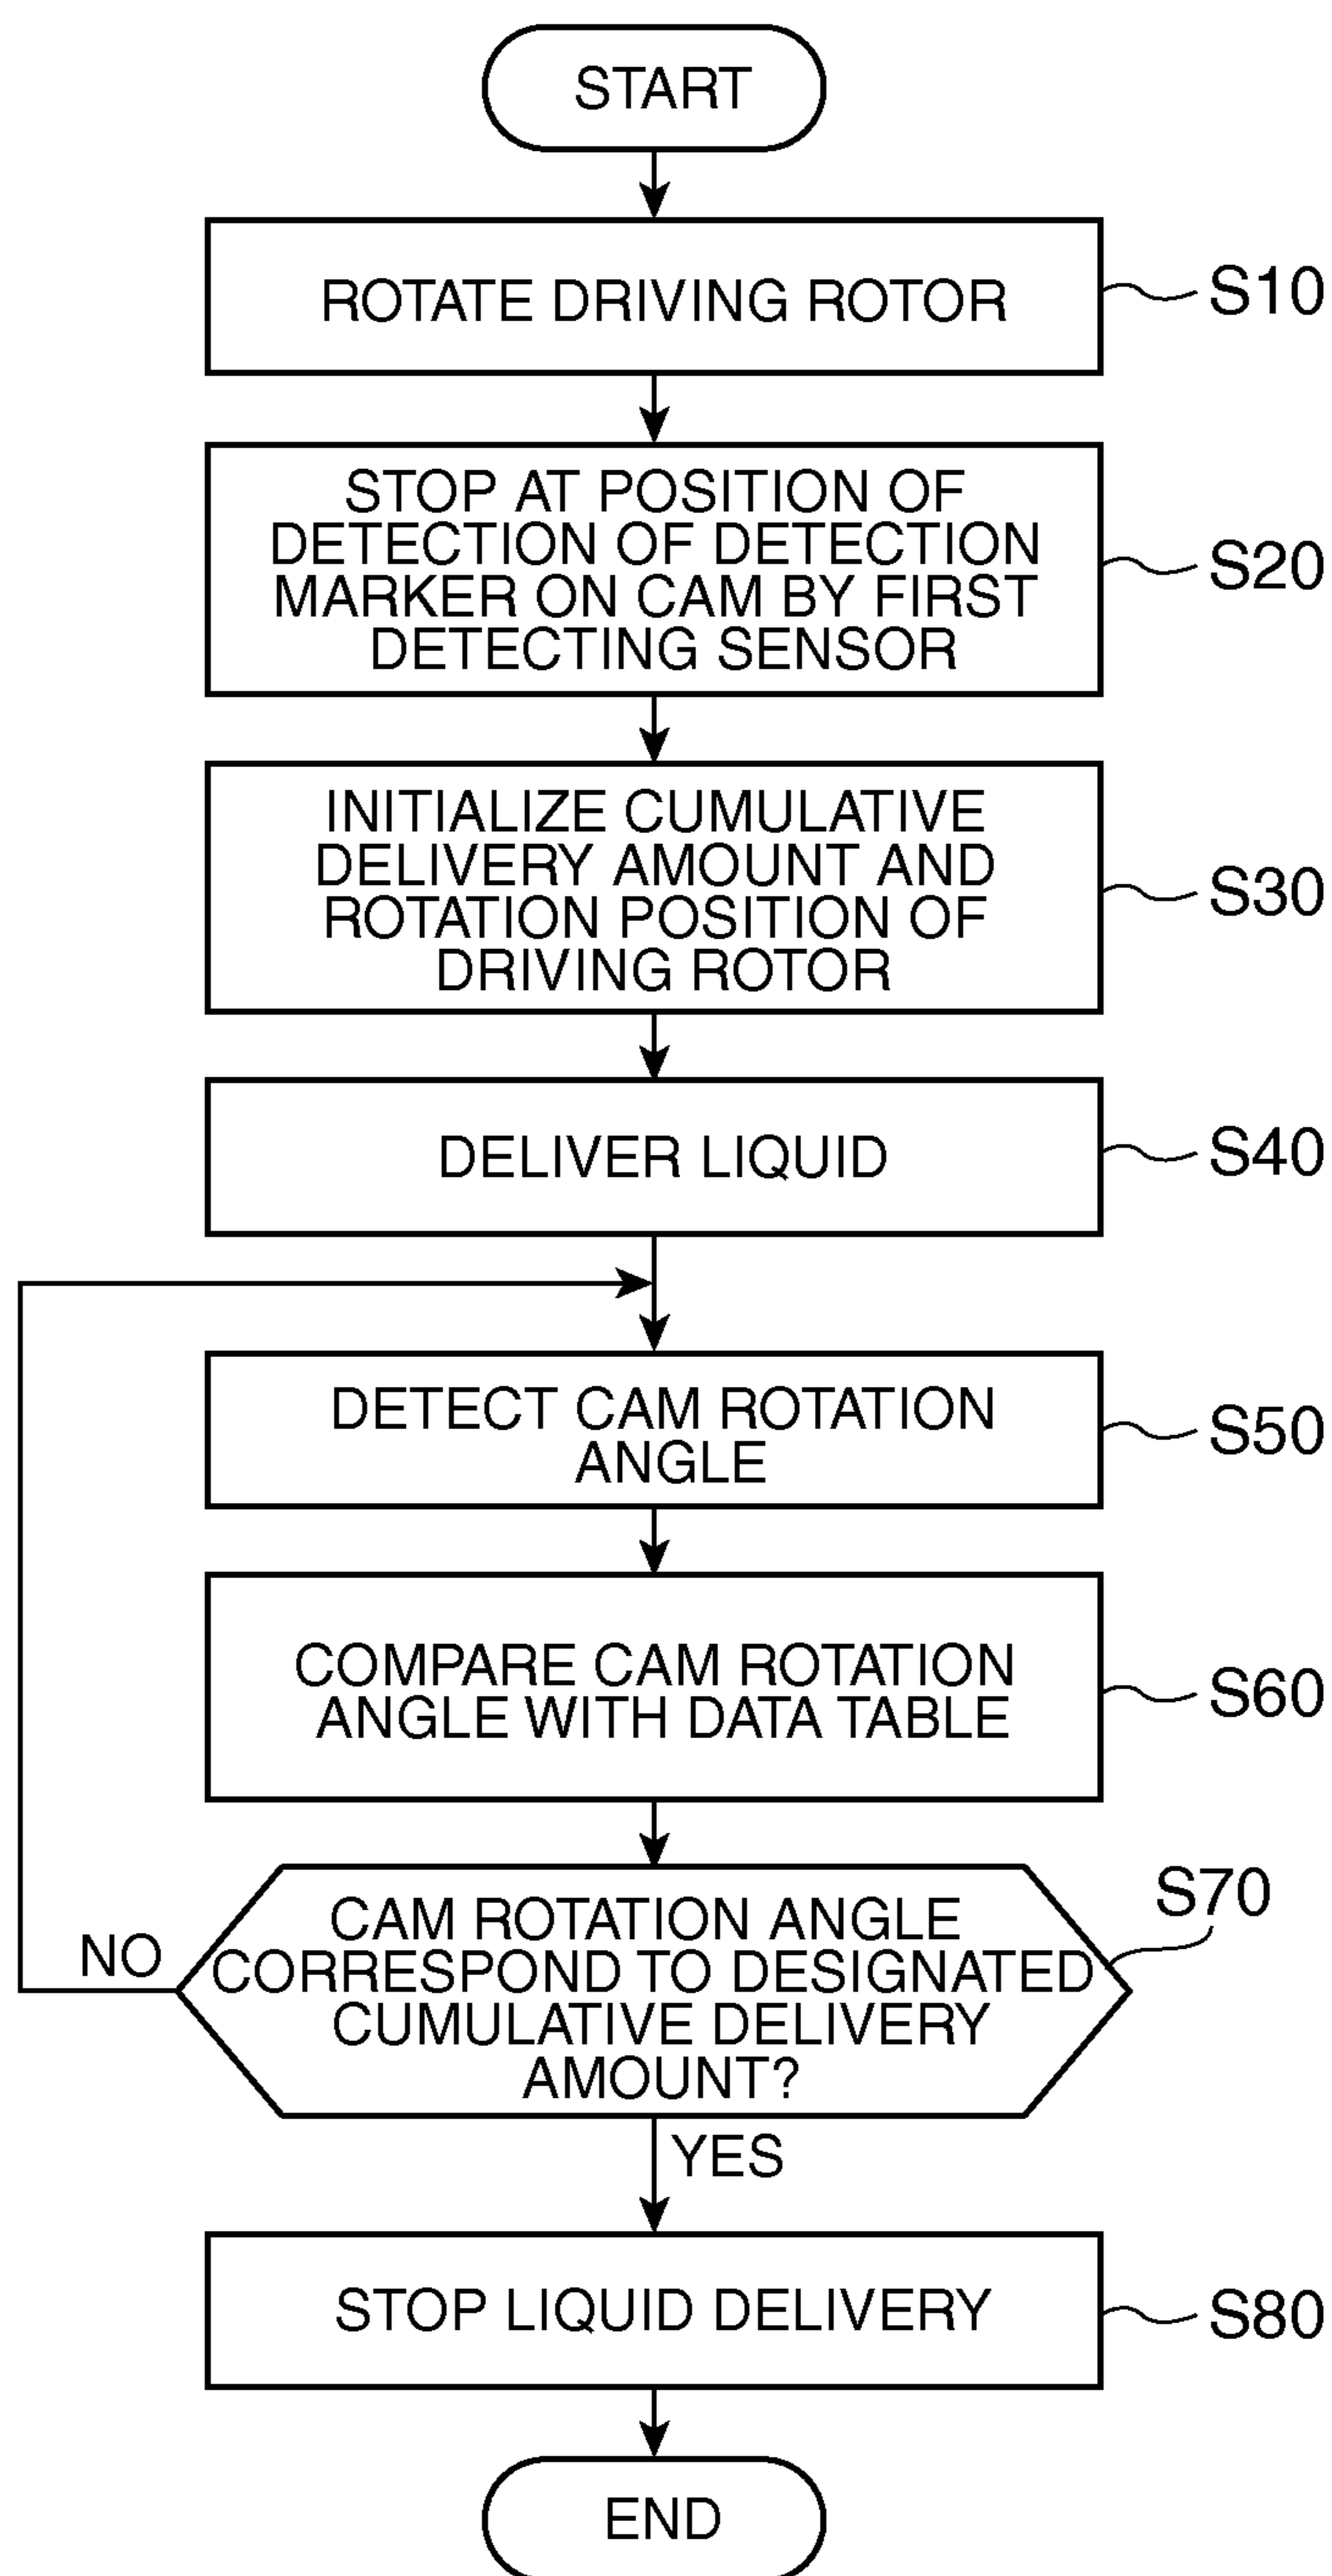 START
ROTATE DRIVING ROTOR
S10
STOP AT POSITION OF
DETECTION OF DETECTION
MARKER ON CAM BY FIRST
DETECTING SENSOR
S20
INITIALIZE CUMULATIVE
DELIVERY AMOUNT AND
ROTATION POSITION OF
DRIVING ROTOR
S30
DELIVER LIQUID
S40
DETECT CAM ROTATION
ANGLE
S50
COMPARE CAM ROTATION
ANGLE WITH DATA TABLE
S60
CAM ROTATION ANGLE
CORRESPOND TO DESIGNATED
CUMULATIVE DELIVERY
AMOUNT?
S70
NO
YES
STOP LIQUID DELIVERY
S80
END